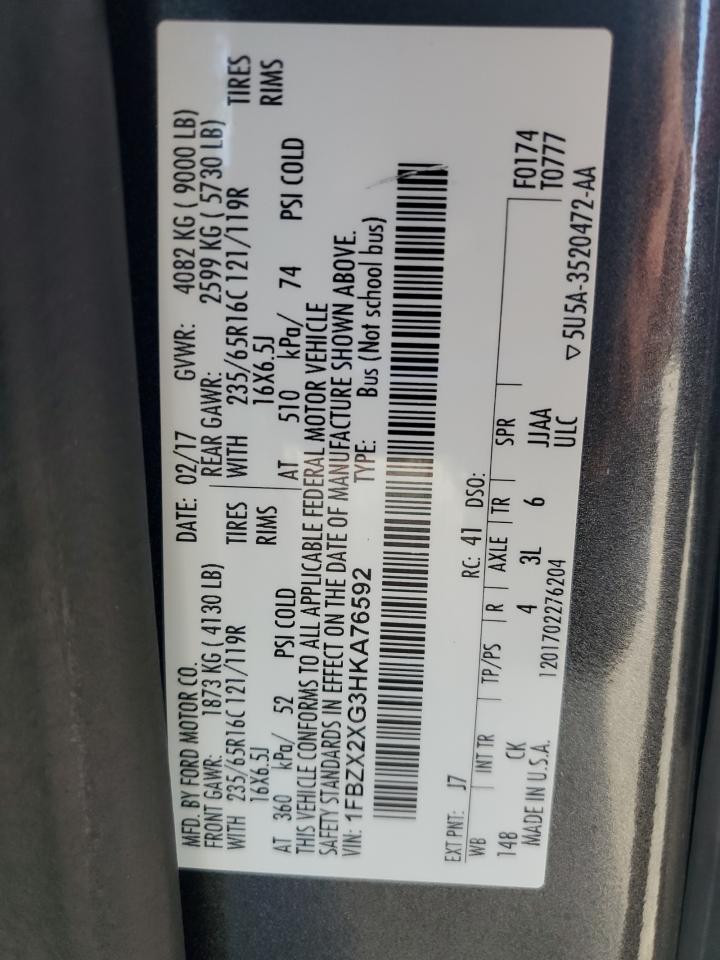 MFD. BY FORD MOTOR CO. DATE: 02/17 GVWR: 4082 KG ( 9000 LB)
FRONT GAWR: 1873 KG ( 4130 LB) REAR GAWR: 2599 KG ( 5730 LB)
WITH 235/65R16C 121/119R TIRES WITH 235/65R16C 121/119R TIRES
16X6.5J RIMS 16X6.5J RIMS
AT 360 kPa/ 52 PSI COLD AT 510 kPa/ 74 PSI COLD
THIS VEHICLE CONFORMS TO ALL APPLICABLE FEDERAL MOTOR VEHICLE
SAFETY STANDARDS IN EFFECT ON THE DATE OF MANUFACTURE SHOWN ABOVE.
VIN: 1FBZX2XG3HKA76592 TYPE: Bus (Not school bus)
EXT PNT: J7 RC: 41 DSO:
WB INT TR TP/PS R AXLE TR SPR F0174
148 CK 4 3L 6 JJAA T0777
MADE IN U.S.A. 1201702276204 ULC ▽ 5U5A-3520472-AA